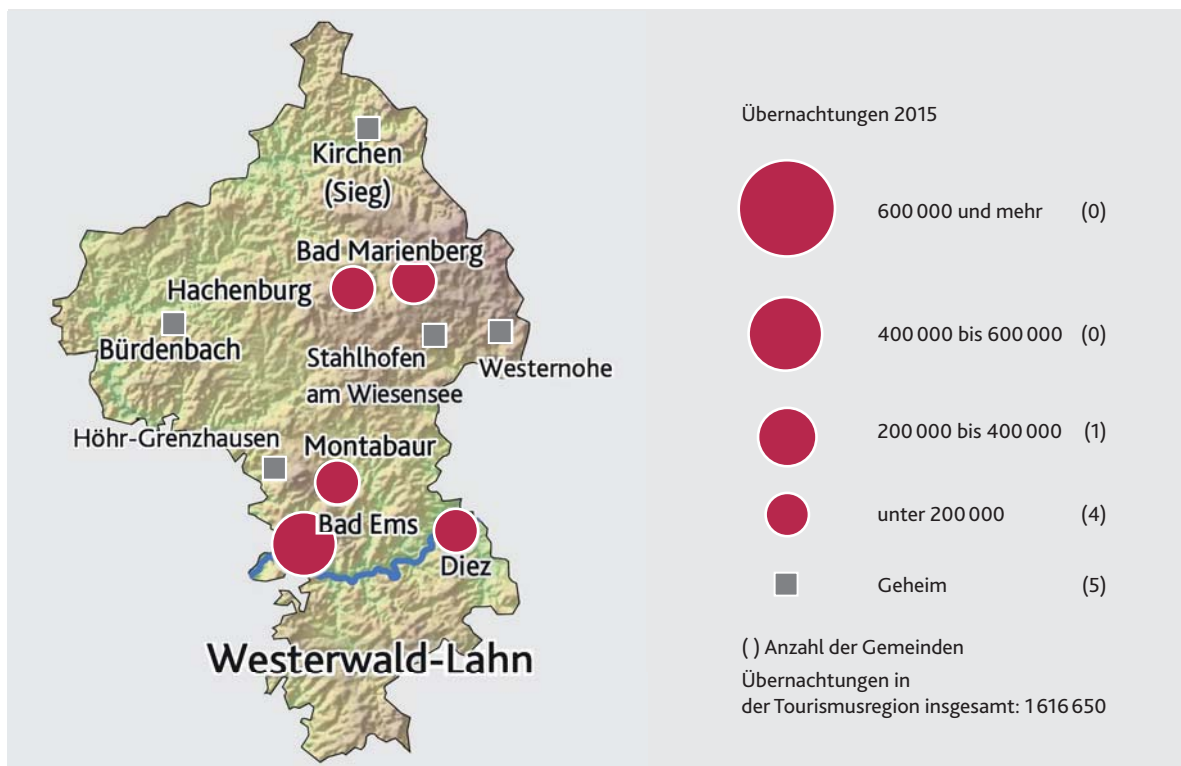 Kirchen
(Sieg)
Bad Marienberg
Hachenburg
Bürdenbach
Stahlhofen
am Wiesensee
Westernohe
Höhr-Grenzhausen
Montabaur
Bad Ems
Diez
Westerwald-Lahn
Übernachtungen 2015
600 000 und mehr (0)
400 000 bis 600 000 (0)
200 000 bis 400 000 (1)
unter 200 000 (4)
Geheim (5)
( ) Anzahl der Gemeinden
Übernachtungen in
der Tourismusregion insgesamt: 1 616 650